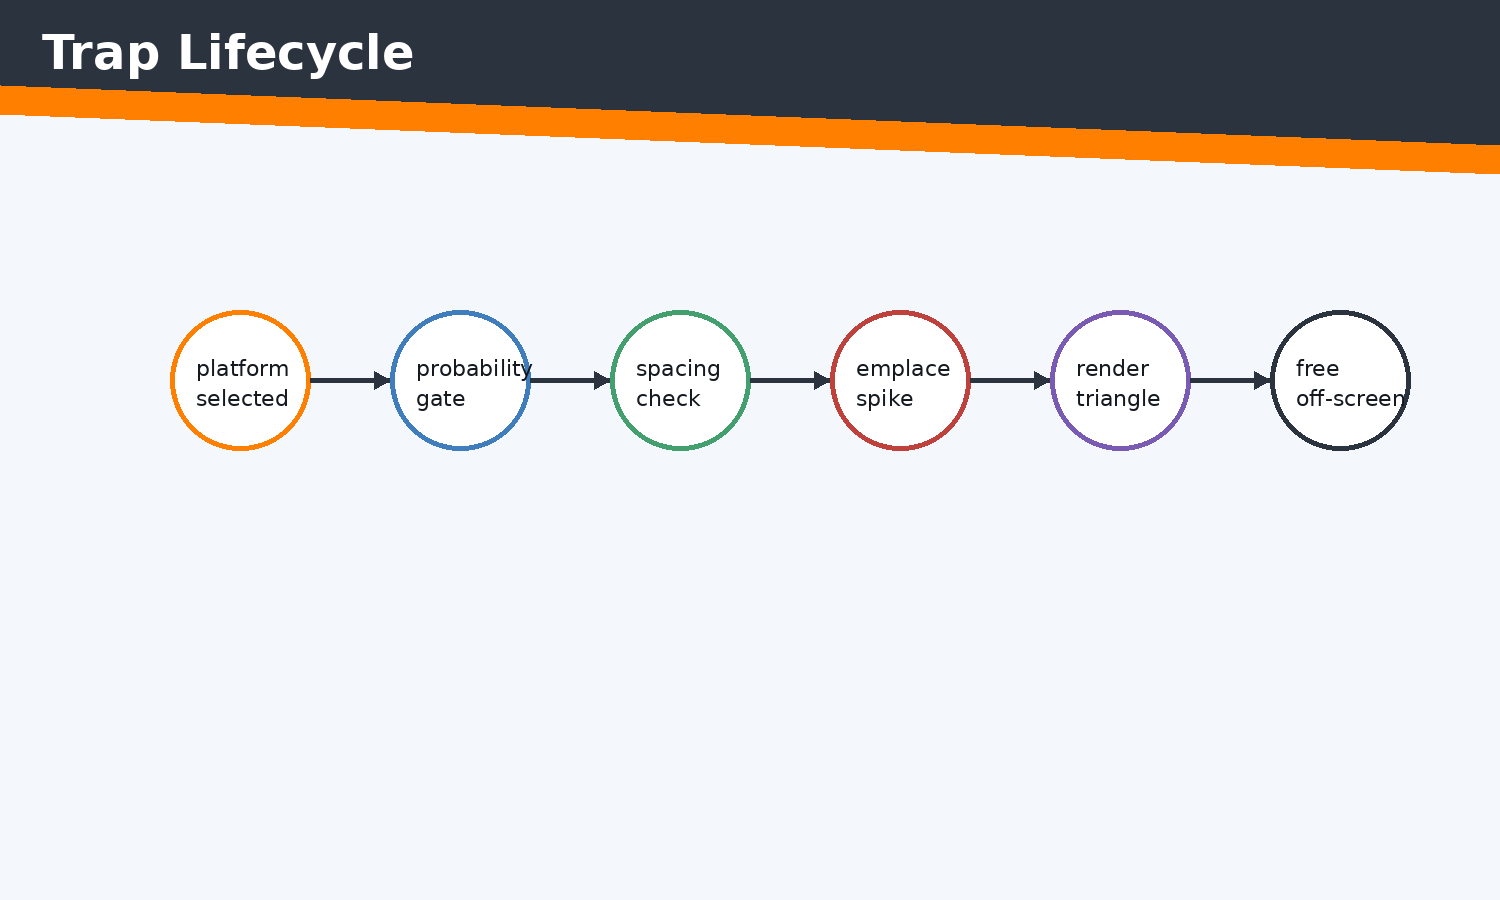 Trap Lifecycle
platform
selected
probability
gate
spacing
check
emplace
spike
render
triangle
free
off-screen